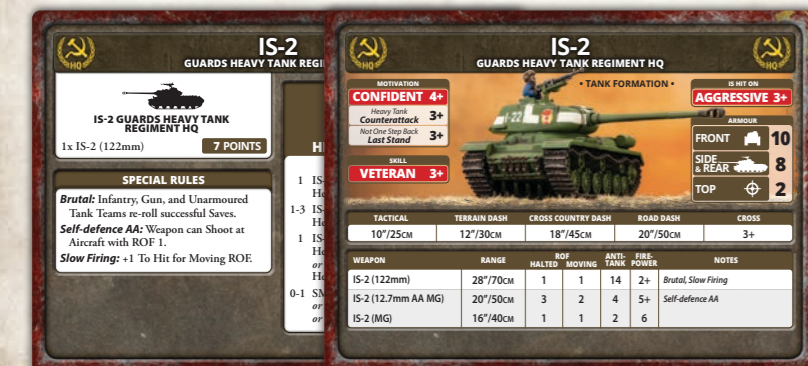 HQ
IS-2
GUARDS HEAVY TANK REGI
IS-2 GUARDS HEAVY TANK
REGIMENT HQ
1x IS-2 (122mm) 7 POINTS
SPECIAL RULES
Brutal: Infantry, Gun, and Unarmoured
Tank Teams re-roll successful Saves.
Self-defence AA: Weapon can Shoot at
Aircraft with ROF 1.
Slow Firing: +1 To Hit for Moving ROF.
1 IS-
1-3 IS
1 IS-
or
0-1 SM
or
or
HQ
IS-2
GUARDS HEAVY TANK REGIMENT HQ
HQ
• TANK FORMATION •
MOTIVATION
CONFIDENT 4+
Heavy Tank
Counterattack 3+
Not One Step Back
Last Stand 3+
SKILL
VETERAN 3+
IS HIT ON
AGGRESSIVE 3+
ARMOUR
FRONT 10
SIDE & REAR 8
TOP 2
TACTICAL TERRAIN DASH CROSS COUNTRY DASH ROAD DASH CROSS
10"/25CM 12"/30CM 18"/45CM 20"/50CM 3+
WEAPON RANGE ROF HALTED MOVING ANTI-TANK FIRE-POWER NOTES
IS-2 (122mm) 28"/70CM 1 1 14 2+ Brutal, Slow Firing
IS-2 (12.7mm AA MG) 20"/50CM 3 2 4 5+ Self-defence AA
IS-2 (MG) 16"/40CM 1 1 2 6